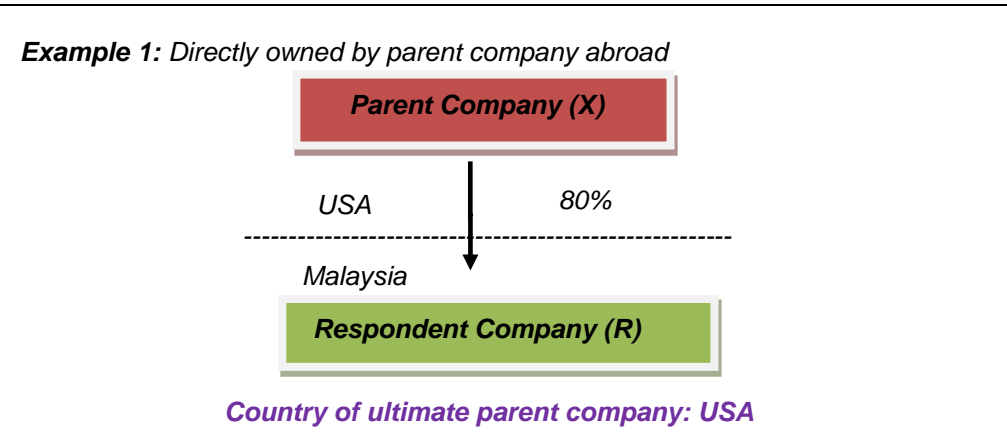 Example 1: Directly owned by parent company abroad
Parent Company (X)
USA 80%
Malaysia
Respondent Company (R)
Country of ultimate parent company: USA